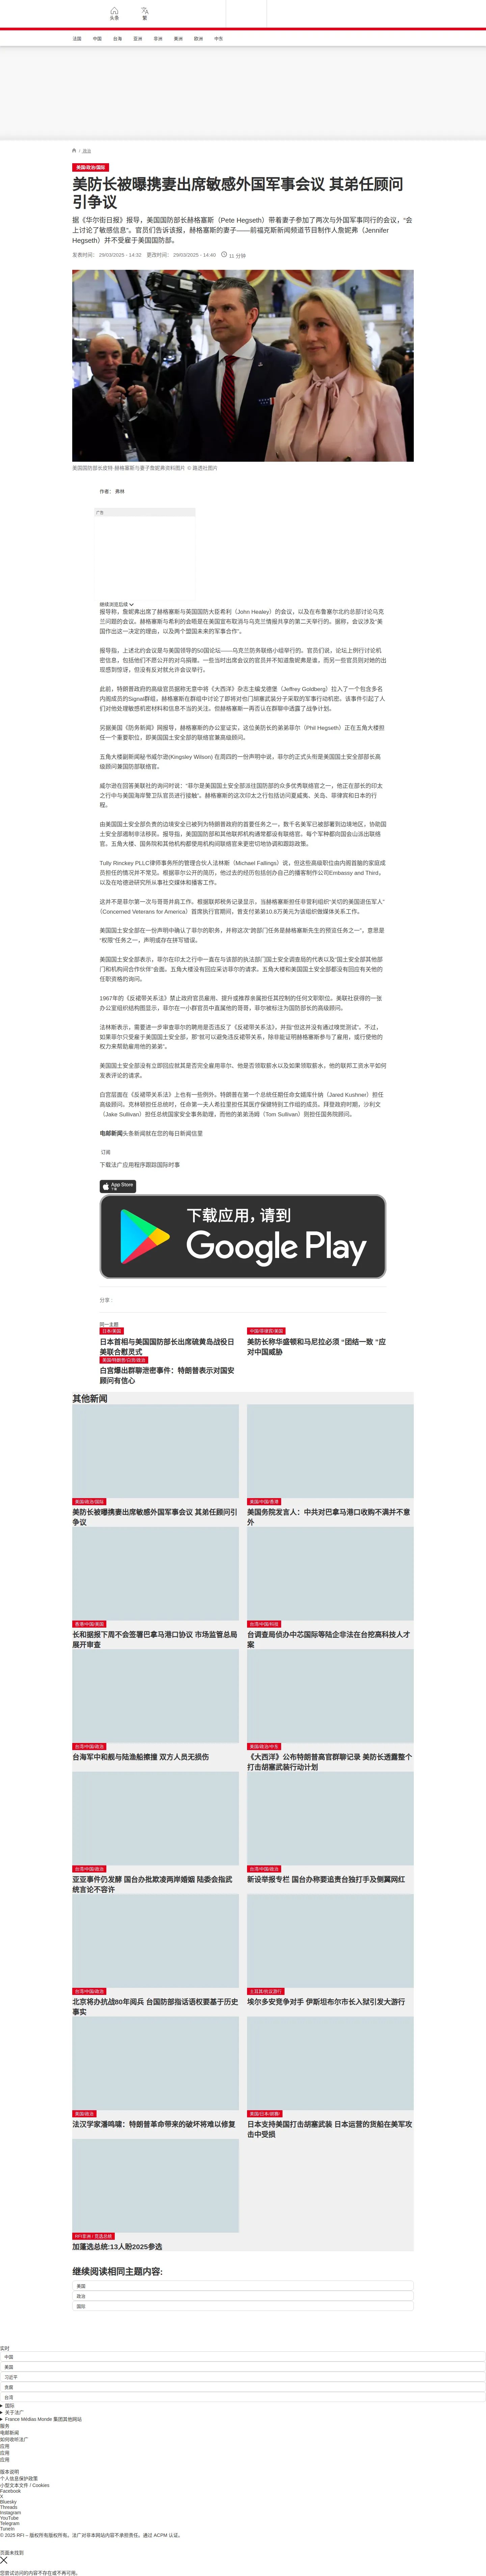 头条
繁
法国
中国
台海
亚洲
非洲
美洲
欧洲
中东
/ 政治
美国/政治/国际
美防长被曝携妻出席敏感外国军事会议 其弟任顾问
引争议
据《华尔街日报》报导，美国国防部长赫格塞斯（Pete Hegseth）带着妻子参加了两次与外国军事同行的会议，“会
上讨论了敏感信息”。官员们告诉该报，赫格塞斯的妻子——前福克斯新闻频道节目制作人詹妮弗（Jennifer
Hegseth）并不受雇于美国国防部。
发表时间： 29/03/2025 - 14:32 更改时间： 29/03/2025 - 14:40 11 分钟
美国国防部长皮特·赫格塞斯与妻子詹妮弗资料图片 © 路透社图片
作者： 弗林
广告
继续浏览后续
报导称，詹妮弗出席了赫格塞斯与英国国防大臣希利（John Healey）的会议，以及在布鲁塞尔北约总部讨论乌克
兰问题的会议。赫格塞斯与希利的会晤是在美国宣布取消与乌克兰情报共享的第二天举行的。据称，会议涉及“美
国作出这一决定的理由，以及两个盟国未来的军事合作”。
报导指，上述北约会议是与美国领导的50国论坛——乌克兰防务联络小组举行的。官员们说，论坛上例行讨论机
密信息，包括他们不愿公开的对乌捐赠。一些当时出席会议的官员并不知道詹妮弗是谁，而另一些官员则对她的出
现感到惊讶，但没有反对就允许会议举行。
此前，特朗普政府的高级官员据称无意中将《大西洋》杂志主编戈德堡（Jeffrey Goldberg）拉入了一个包含多名
内阁成员的Signal群组。赫格塞斯在群组中讨论了即将对也门胡塞武装分子采取的军事行动机密。该事件引起了人
们对他处理敏感机密材料和信息不当的关注。但赫格塞斯一再否认在群聊中透露了战争计划。
另据美国《防务新闻》网报导，赫格塞斯的办公室证实，这位美防长的弟弟菲尔（Phil Hegseth）正在五角大楼担
任一个重要职位，即美国国土安全部的联络官兼高级顾问。
五角大楼副新闻秘书威尔逊(Kingsley Wilson) 在周四的一份声明中说，菲尔的正式头衔是美国国土安全部部长高
级顾问兼国防部联络官。
威尔逊在回答美联社的询问时说：“菲尔是美国国土安全部派往国防部的众多优秀联络官之一，他正在部长的印太
之行中与美国海岸警卫队官员进行接触”。赫格塞斯的这次印太之行包括访问夏威夷、关岛、菲律宾和日本的行
程。
由美国国土安全部负责的边境安全已被列为特朗普政府的首要任务之一，数千名美军已被部署到边境地区，协助国
土安全部遏制非法移民。报导指，美国国防部和其他联邦机构通常都设有联络官。每个军种都向国会山派出联络
官。五角大楼、国务院和其他机构都使用机构间联络官来更密切地协调和跟踪政策。
Tully Rinckey PLLC律师事务所的管理合伙人法林斯（Michael Fallings）说，但这些高级职位由内阁首脑的家庭成
员担任的情况并不常见。根据菲尔公开的简历，他过去的经历包括创办自己的播客制作公司Embassy and Third，
以及在哈德逊研究所从事社交媒体和播客工作。
这并不是菲尔第一次与哥哥并肩工作。根据联邦税务记录显示，当赫格塞斯担任非营利组织“关切的美国退伍军人”
（Concerned Veterans for America）首席执行官期间，曾支付弟弟10.8万美元为该组织做媒体关系工作。
美国国土安全部在一份声明中确认了菲尔的职务，并称这次“跨部门任务是赫格塞斯先生的预览任务之一”，意思是
“权限”任务之一，声明或存在拼写错误。
美国国土安全部表示，菲尔在印太之行中一直在与该部的执法部门国土安全调查局的代表以及“国土安全部其他部
门和机构间合作伙伴”会面。五角大楼没有回应采访菲尔的请求。五角大楼和美国国土安全部都没有回应有关他的
任职资格的询问。
1967年的《反裙带关系法》禁止政府官员雇用、提升或推荐亲属担任其控制的任何文职职位。美联社获得的一张
办公室组织结构图显示，菲尔在一小群官员中直属他的哥哥，菲尔被标注为国防部长的高级顾问。
法林斯表示，需要进一步审查菲尔的聘用是否违反了《反裙带关系法》，并指“但这并没有通过嗅觉测试”。不过，
如果菲尔只受雇于美国国土安全部，即“就可以避免违反裙带关系，除非能证明赫格塞斯参与了雇用，或行使他的
权力来帮助雇用他的弟弟”。
美国国土安全部没有立即回应就其是否完全雇用菲尔、他是否领取薪水以及如果领取薪水，他的联邦工资水平如何
发表评论的请求。
白宫层面在《反裙带关系法》上也有一些例外。特朗普在第一个总统任期任命女婿库什纳（Jared Kushner）担任
高级顾问。克林顿担任总统时，任命第一夫人希拉里担任其医疗保健特别工作组的成员。拜登政府时期，沙利文
（Jake Sullivan）担任总统国家安全事务助理，而他的弟弟汤姆（Tom Sullivan）则担任国务院顾问。
电邮新闻头条新闻就在您的每日新闻信里
订阅
下载法广应用程序跟踪国际时事
App Store
下载
下载应用，请到
Google Play
分享 :
同一主题
日本/美国
日本首相与美国国防部长出席硫黄岛战役日
美联合慰灵式
中国/菲律宾/美国
美防长称华盛顿和马尼拉必须 “团结一致 ”应
对中国威胁
美国/特朗普/白宫/政治
白宫爆出群聊泄密事件：特朗普表示对国安
顾问有信心
其他新闻
美国/政治/国际
美防长被曝携妻出席敏感外国军事会议 其弟任顾问引
争议
美国/中国/香港
美国务院发言人：中共对巴拿马港口收购不满并不意
外
香港/中国/美国
长和据报下周不会签署巴拿马港口协议 市场监管总局
展开审查
台湾/中国/科技
台调查局侦办中芯国际等陆企非法在台挖高科技人才
案
台湾/中国/政治
台海军中和舰与陆渔船擦撞 双方人员无损伤
美国/政治/中东
《大西洋》公布特朗普高官群聊记录 美防长透露整个
打击胡塞武装行动计划
台湾/中国/政治
亚亚事件仍发酵 国台办批欺凌两岸婚姻 陆委会指武
统言论不容许
台湾/中国/政治
新设举报专栏 国台办称要追责台独打手及侧翼网红
台湾/中国/政治
北京将办抗战80年阅兵 台国防部指话语权要基于历史
事实
土耳其/抗议游行
埃尔多安竞争对手 伊斯坦布尔市长入狱引发大游行
美国/政治
法汉学家潘鸣啸：特朗普革命带来的破坏将难以修复
日本支持美国打击胡塞武装 日本运营的货船在美军攻
击中受损
加蓬选总统:13人盼2025参选
继续阅读相同主题内容:
美国
政治
国际
实时
中国
美国
习近平
贪腐
台湾
国际
关于法广
France Médias Monde 集团其他网站
服务
电邮新闻
如何收听法广
应用
应用
应用
版本说明
个人信息保护政策
小型文本文件 / Cookies
Facebook
X
Bluesky
Threads
Instagram
YouTube
Telegram
TuneIn
© 2025 RFI – 版权所有版权所有。法广对非本网站内容不承担责任。通过 ACPM 认证。
页面未找到
您尝试访问的内容不存在或不再可用。